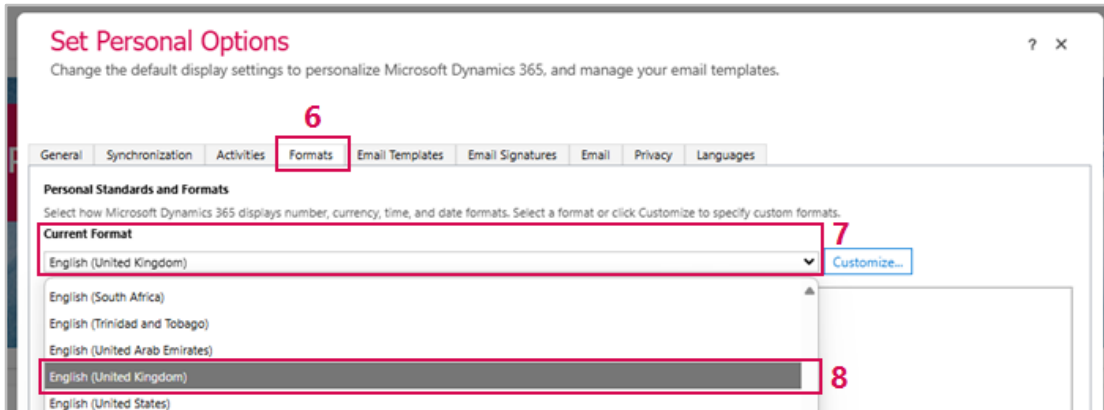 Set Personal Options
? ×
Change the default display settings to personalize Microsoft Dynamics 365, and manage your email templates.
6
General Synchronization Activities Formats Email Templates Email Signatures Email Privacy Languages
Personal Standards and Formats
Select how Microsoft Dynamics 365 displays number, currency, time, and date formats. Select a format or click Customize to specify custom formats.
Current Format
7
English (United Kingdom)
Customize...
English (South Africa)
English (Trinidad and Tobago)
English (United Arab Emirates)
English (United Kingdom)
8
English (United States)